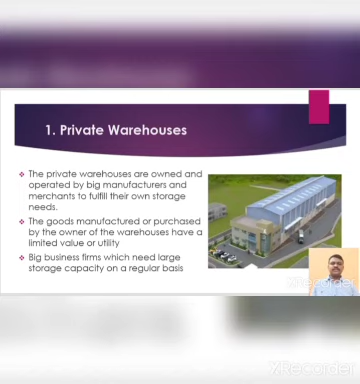 1. Private Warehouses
The private warehouses are owned and
operated by big manufacturers and
merchants to fulfill their own storage
needs.
The goods manufactured or purchased
by the owner of the warehouses have a
limited value or utility
Big business firms which need large
storage capacity on a regular basis
XRecorder
XRecorder